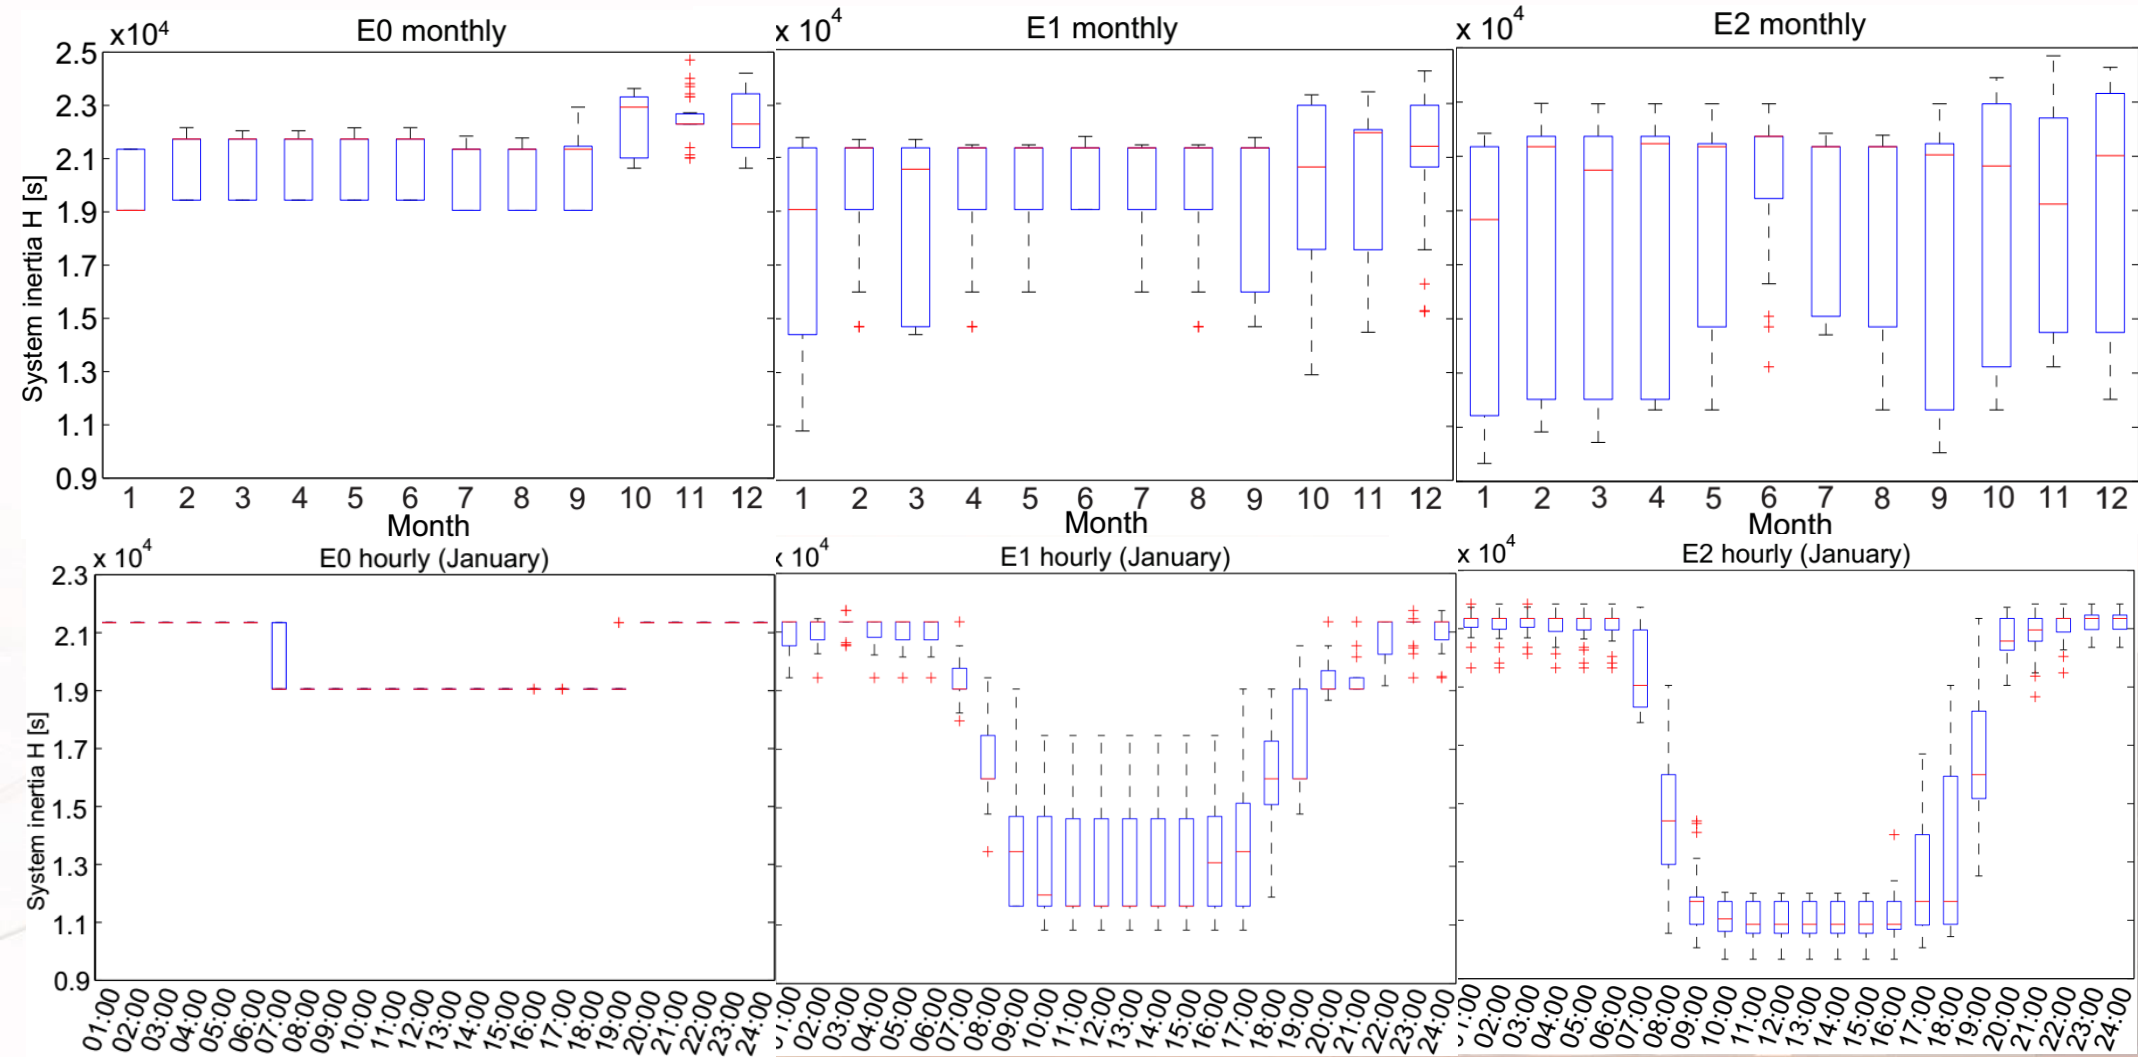 E0 monthly
x10⁴
System inertia H [s]
2.5
2.3
2.1
1.9
1.7
1.5
1.3
1.1
0.9
1 2 3 4 5 6 7 8 9 10 11 12
Month
E1 monthly
x 10⁴
1 2 3 4 5 6 7 8 9 10 11 12
Month
E2 monthly
x 10⁴
1 2 3 4 5 6 7 8 9 10 11 12
Month
E0 hourly (January)
x 10⁴
System inertia H [s]
2.3
2.1
1.9
1.7
1.5
1.3
1.1
0.9
01:00 02:00 03:00 04:00 05:00 06:00 07:00 08:00 09:00 10:00 11:00 12:00 13:00 14:00 15:00 16:00 17:00 18:00 19:00 20:00 21:00 22:00 23:00 24:00
E1 hourly (January)
x 10⁴
1:00 02:00 03:00 04:00 05:00 06:00 07:00 08:00 09:00 10:00 11:00 12:00 13:00 14:00 15:00 16:00 17:00 18:00 19:00 20:00 21:00 22:00 23:00 24:00
E2 hourly (January)
x 10⁴
1:00 02:00 03:00 04:00 05:00 06:00 07:00 08:00 09:00 10:00 11:00 12:00 13:00 14:00 15:00 16:00 17:00 18:00 19:00 20:00 21:00 22:00 23:00 24:00